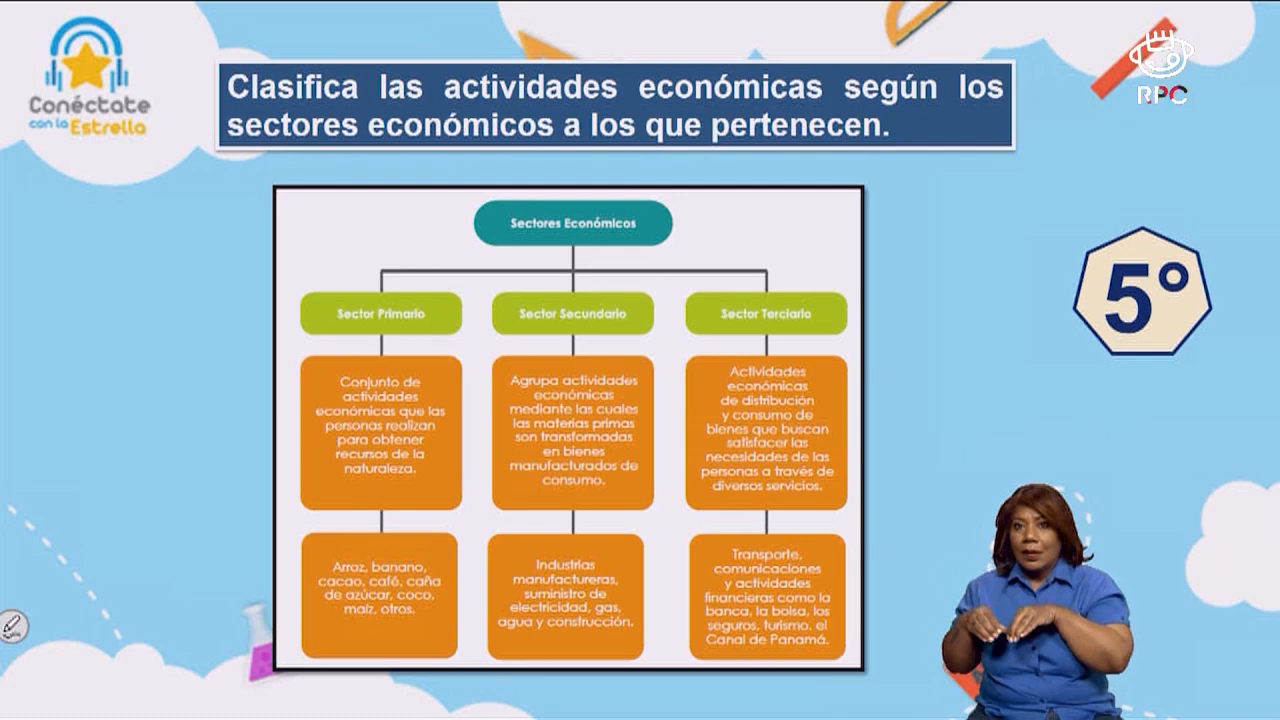 Conéctate
con la Estrella
RPC
Clasifica las actividades económicas según los
sectores económicos a los que pertenecen.
5°
Sectores Económicos
Sector Primario
Sector Secundario
Sector Terciario
Conjunto de
actividades
económicas que las
personas realizan
para obtener
recursos de la
naturaleza.
Agrupa actividades
económicas
mediante las cuales
las materias primas
son transformadas
en bienes
manufacturados de
consumo.
Actividades
económicas
de distribución
y consumo de
bienes que buscan
satisfacer las
necesidades de las
personas a través de
diversos servicios.
Arroz, banano,
cacao, café, caña
de azúcar, coco,
maíz, otros.
Industrias
manufactureras,
suministro de
electricidad, gas,
agua y construcción.
Transporte,
comunicaciones
y actividades
financieras como la
banca, la bolsa, los
seguros, turismo, el
Canal de Panamá.